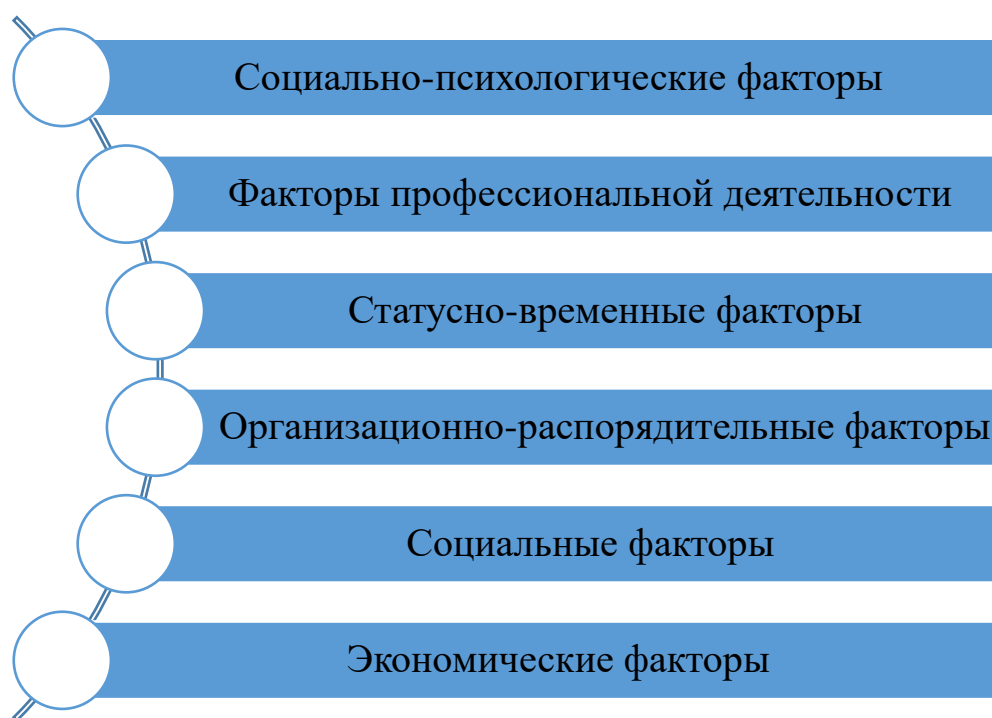 Социально-психологические факторы
Факторы профессиональной деятельности
Статусно-временные факторы
Организационно-распорядительные факторы
Социальные факторы
Экономические факторы